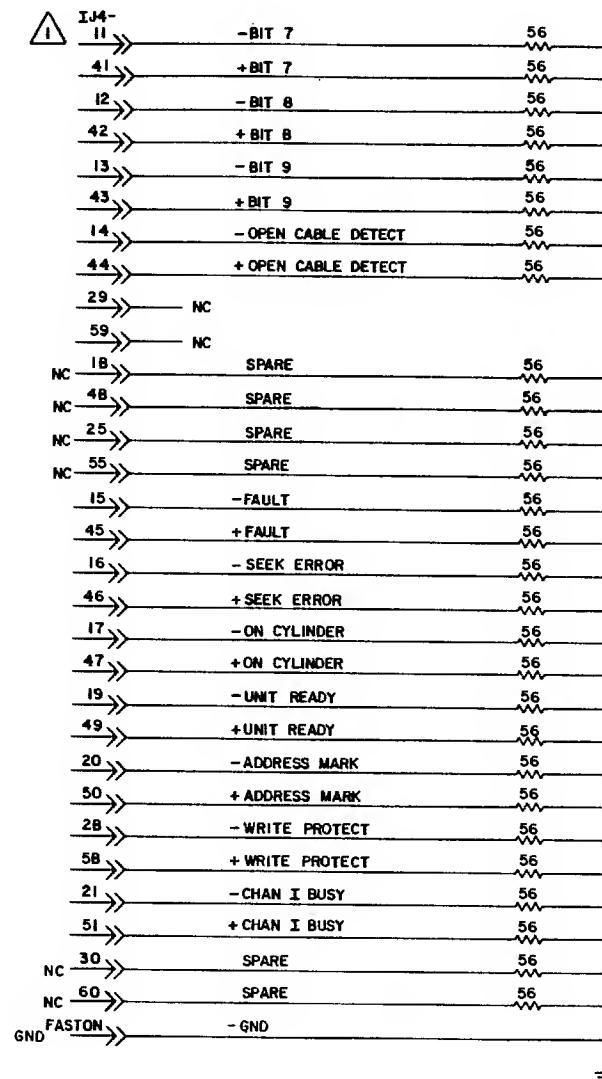 1 IJ4-
11 -BIT 7 56
41 +BIT 7 56
12 -BIT 8 56
42 +BIT 8 56
13 -BIT 9 56
43 +BIT 9 56
14 -OPEN CABLE DETECT 56
44 +OPEN CABLE DETECT 56
29 NC
59 NC
NC 18 SPARE 56
NC 48 SPARE 56
NC 25 SPARE 56
NC 55 SPARE 56
15 -FAULT 56
45 +FAULT 56
16 -SEEK ERROR 56
46 +SEEK ERROR 56
17 -ON CYLINDER 56
47 +ON CYLINDER 56
19 -UNIT READY 56
49 +UNIT READY 56
20 -ADDRESS MARK 56
50 +ADDRESS MARK 56
28 -WRITE PROTECT 56
58 +WRITE PROTECT 56
21 -CHAN I BUSY 56
51 +CHAN I BUSY 56
NC 30 SPARE 56
NC 60 SPARE 56
GND FASTON -GND